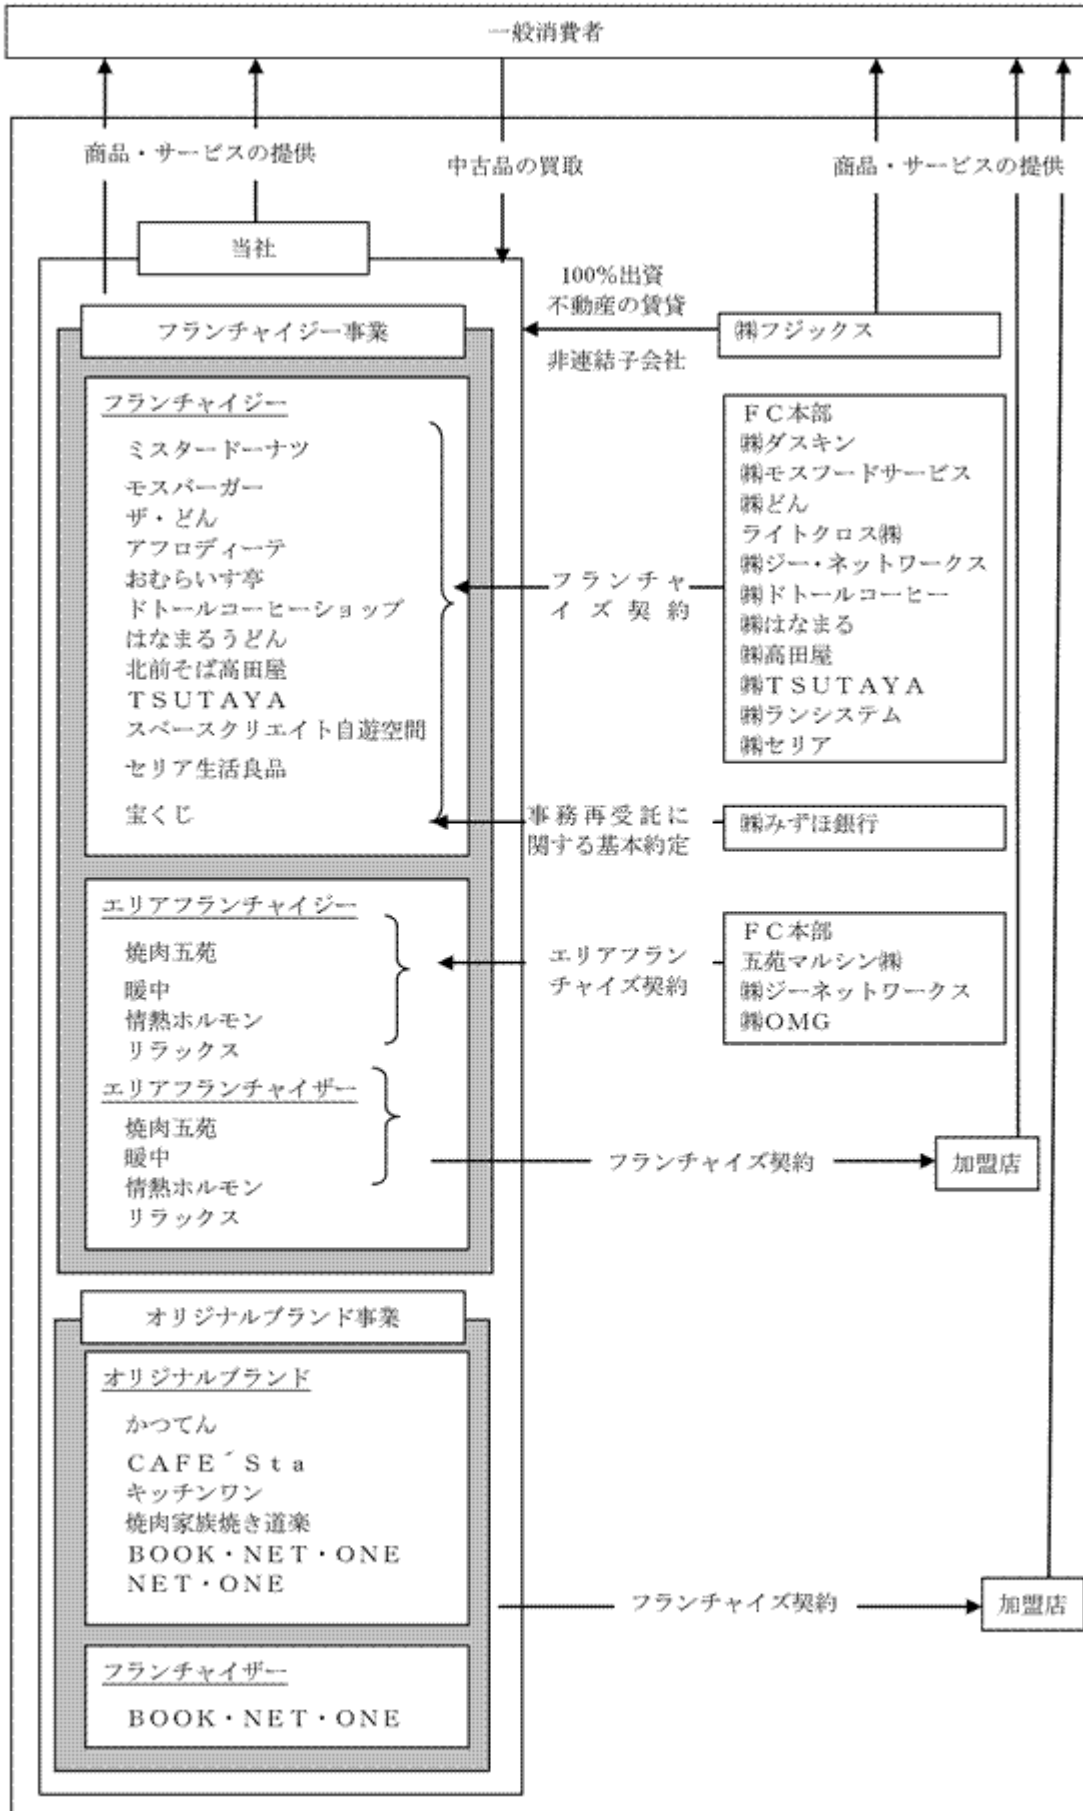 一般消費者
商品・サービスの提供
中古品の買取
商品・サービスの提供
当社
100％出資
不動産の賃貸
非連結子会社
㈱フジックス
フランチャイジー事業
フランチャイジー
ミスタードーナツ
モスバーガー
ザ・どん
アフロディーテ
おむらいす亭
ドトールコーヒーショップ
はなまるうどん
北前そば高田屋
ＴＳＵＴＡＹＡ
スペースクリエイト自遊空間
セリア生活良品
宝くじ
フランチャ
イズ契約
ＦＣ本部
㈱ダスキン
㈱モスフードサービス
㈱どん
ライトクロス㈱
㈱ジー・ネットワークス
㈱ドトールコーヒー
㈱はなまる
㈱高田屋
㈱ＴＳＵＴＡＹＡ
㈱ランシステム
㈱セリア
事務再受託に
関する基本約定
㈱みずほ銀行
エリアフランチャイジー
焼肉五苑
暖中
情熱ホルモン
リラックス
エリアフラン
チャイズ契約
ＦＣ本部
五苑マルシン㈱
㈱ジーネットワークス
㈱ＯＭＧ
エリアフランチャイザー
焼肉五苑
暖中
情熱ホルモン
リラックス
フランチャイズ契約
加盟店
オリジナルブランド事業
オリジナルブランド
かつてん
ＣＡＦＥ´Ｓｔａ
キッチンワン
焼肉家族焼き道楽
ＢＯＯＫ・ＮＥＴ・ＯＮＥ
ＮＥＴ・ＯＮＥ
フランチャイズ契約
加盟店
フランチャイザー
ＢＯＯＫ・ＮＥＴ・ＯＮＥ